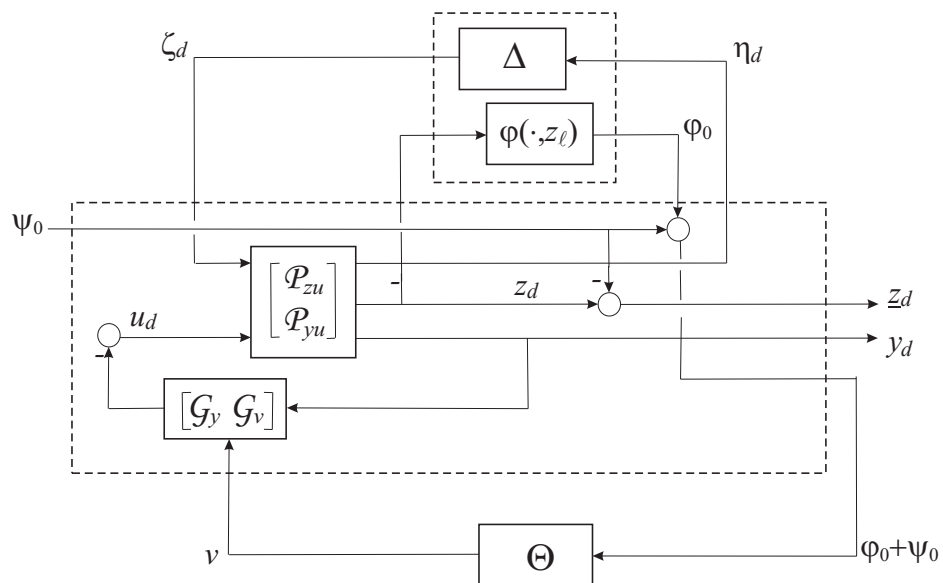 ζd Δ ηd
φ(·,zℓ) φ0
ψ0
-
[𝒫zu
𝒫yu]
- zd z̲d
ud
yd
-
[𝒢y 𝒢v]
v Θ φ0+ψ0